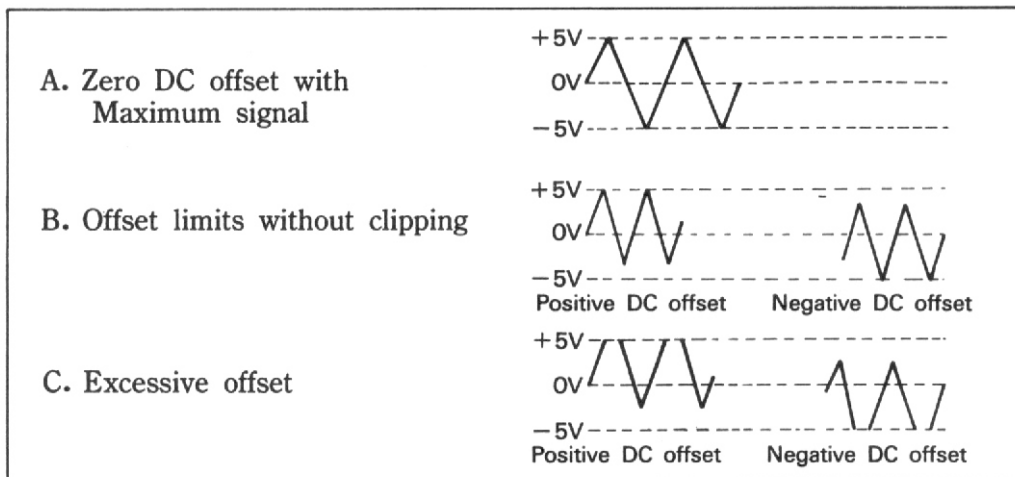 A. Zero DC offset with
Maximum signal
+5V
0V
−5V
B. Offset limits without clipping
+5V
0V
−5V
Positive DC offset
Negative DC offset
C. Excessive offset
+5V
0V
−5V
Positive DC offset
Negative DC offset